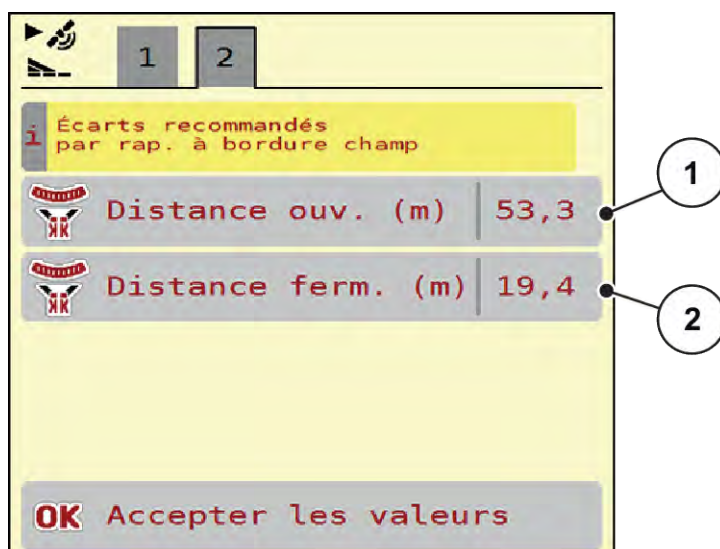 1 2
i Écarts recommandés
par rap. à bordure champ
Distance ouv. (m) 53,3
1
Distance ferm. (m) 19,4
2
OK Accepter les valeurs